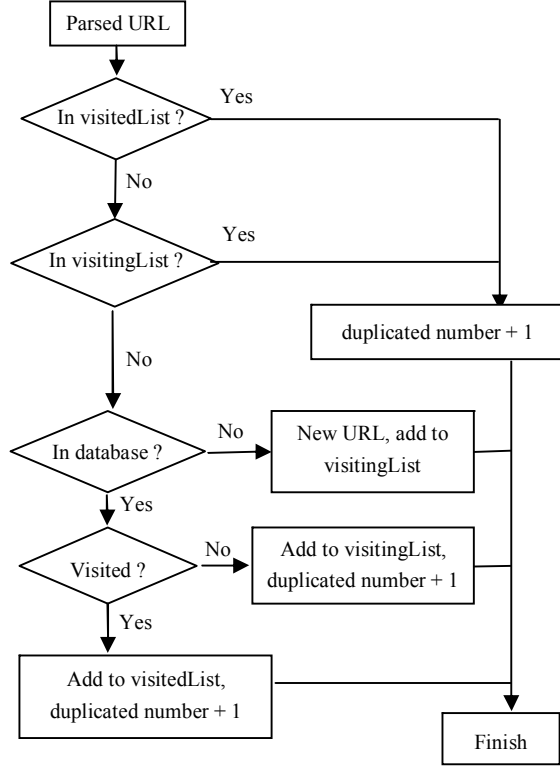 Parsed URL
In visitedList ?
Yes
No
In visitingList ?
Yes
duplicated number + 1
No
In database ?
No
New URL, add to
visitingList
Yes
Visited ?
No
Add to visitingList,
duplicated number + 1
Yes
Add to visitedList,
duplicated number + 1
Finish